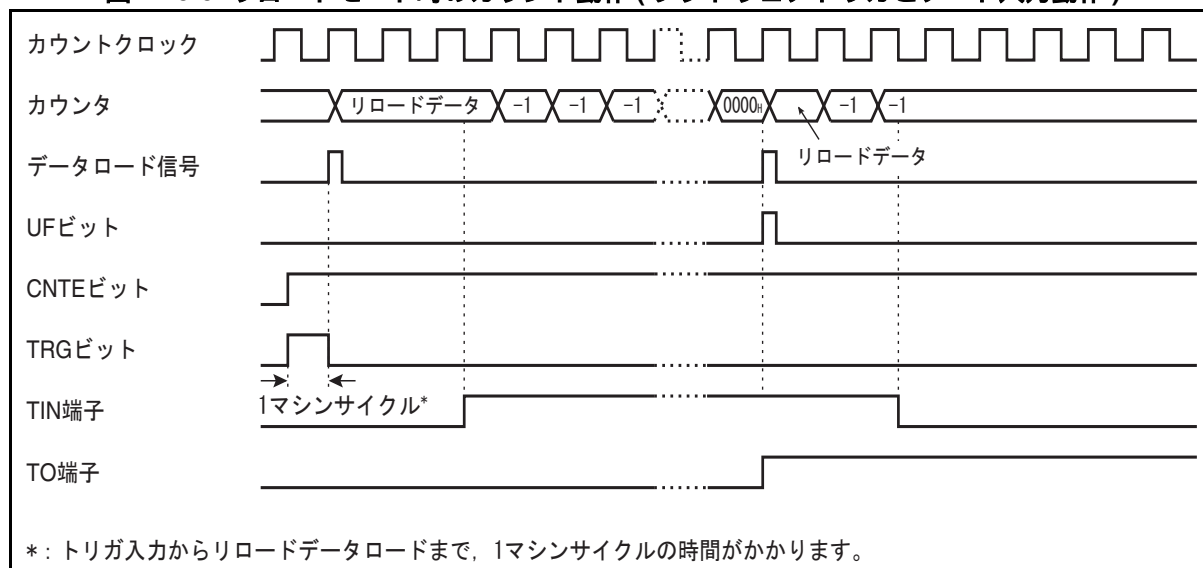 カウントクロック
カウンタ
リロードデータ -1 -1 -1 0000H -1 -1
リロードデータ
データロード信号
UFビット
CNTEビット
TRGビット
1マシンサイクル*
TIN端子
TO端子
*: トリガ入力からリロードデータロードまで，1マシンサイクルの時間がかかります。